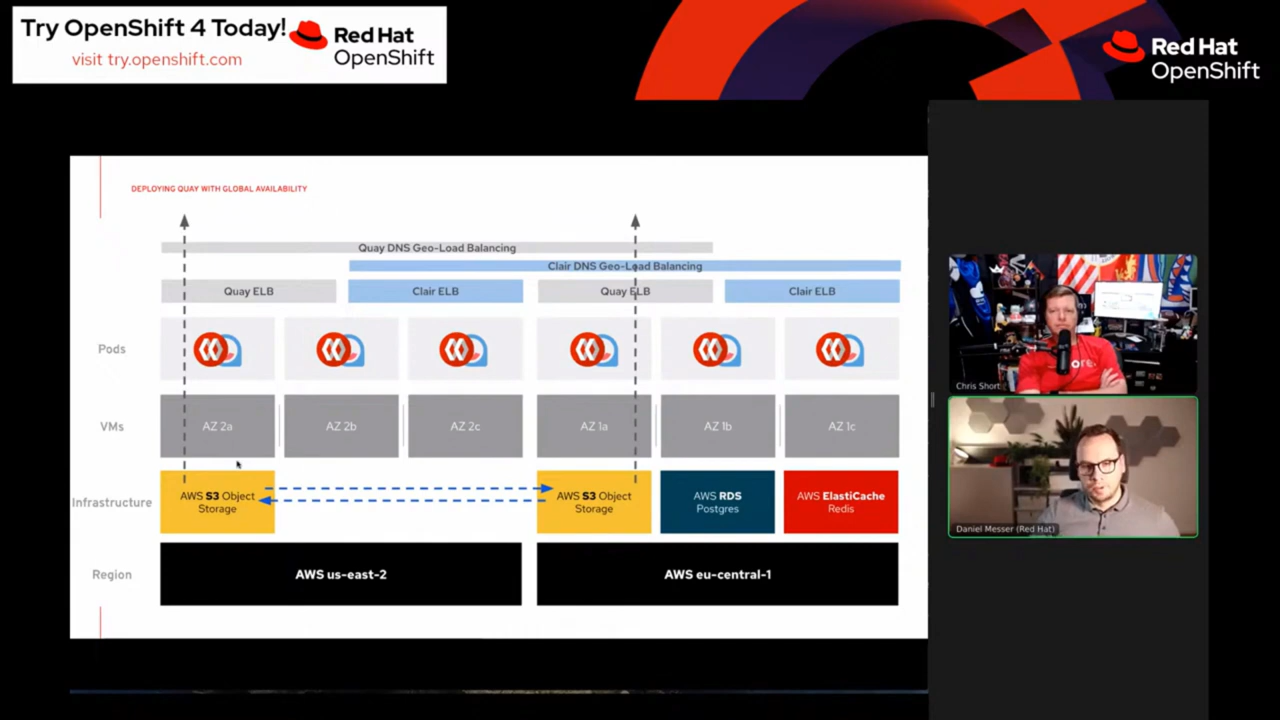 Try OpenShift 4 Today!
visit try.openshift.com
Red Hat
OpenShift
Red Hat
OpenShift
DEPLOYING QUAY WITH GLOBAL AVAILABILITY
Quay DNS Geo-Load Balancing
Clair DNS Geo-Load Balancing
Quay ELB
Clair ELB
Quay ELB
Clair ELB
Pods
VMs
AZ 2a
AZ 2b
AZ 2c
AZ 1a
AZ 1b
AZ 1c
Infrastructure
AWS S3 Object
Storage
AWS S3 Object
Storage
AWS RDS
Postgres
AWS ElastiCache
Redis
Region
AWS us-east-2
AWS eu-central-1
Chris Short
Daniel Messer (Red Hat)